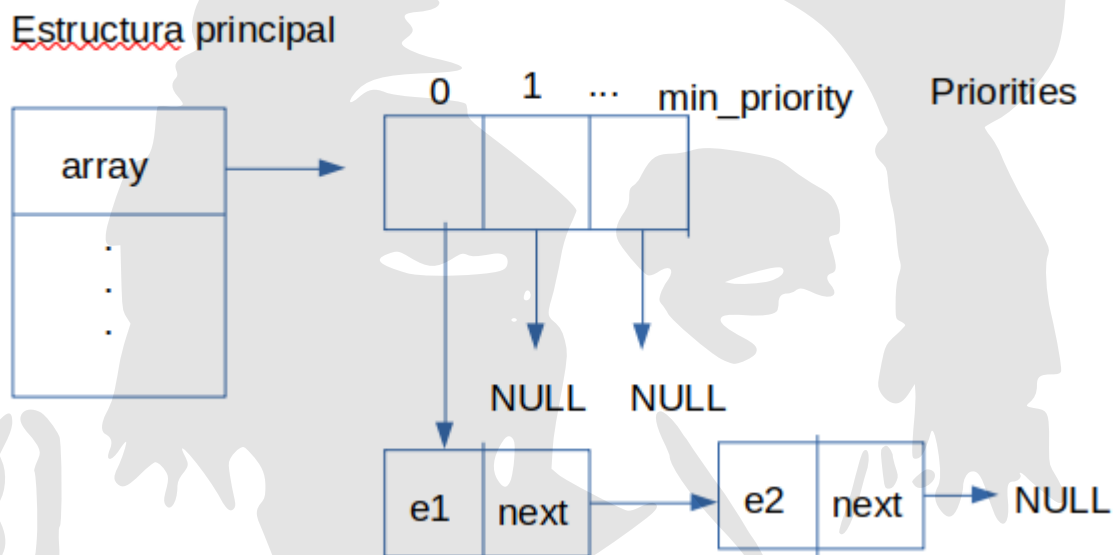 Estructura principal
0 1 ... min_priority Priorities
array
.
.
.
NULL NULL
e1 next e2 next NULL